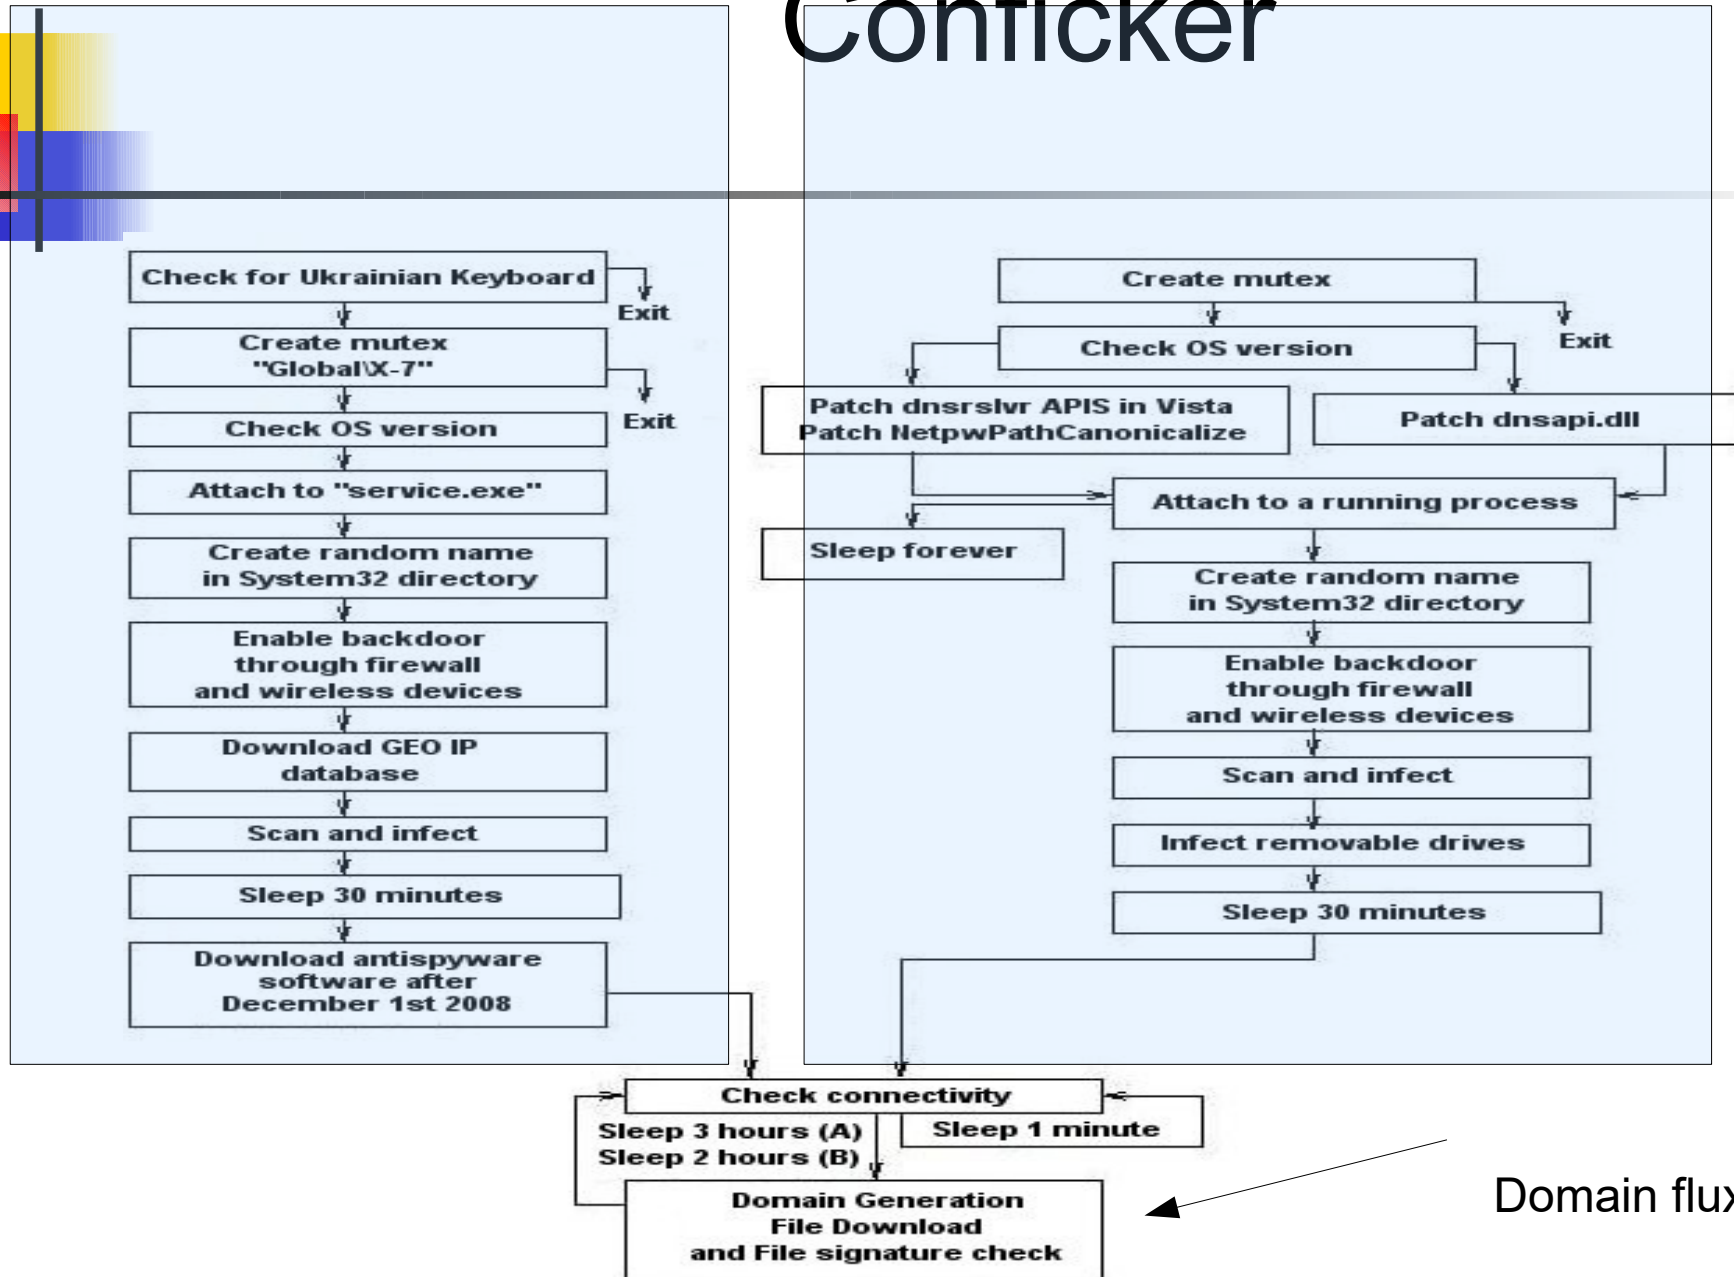 Conficker
Check for Ukrainian Keyboard
Exit
Create mutex
"Global\X-7"
Exit
Check OS version
Attach to "service.exe"
Create random name
in System32 directory
Enable backdoor
through firewall
and wireless devices
Download GEO IP
database
Scan and infect
Sleep 30 minutes
Download antispyware
software after
December 1st 2008
Create mutex
Exit
Check OS version
Patch dnsrslvr APIS in Vista
Patch NetpwPathCanonicalize
Patch dnsapi.dll
Attach to a running process
Sleep forever
Create random name
in System32 directory
Enable backdoor
through firewall
and wireless devices
Scan and infect
Infect removable drives
Sleep 30 minutes
Check connectivity
Sleep 3 hours (A)
Sleep 2 hours (B)
Sleep 1 minute
Domain Generation
File Download
and File signature check
Domain flux